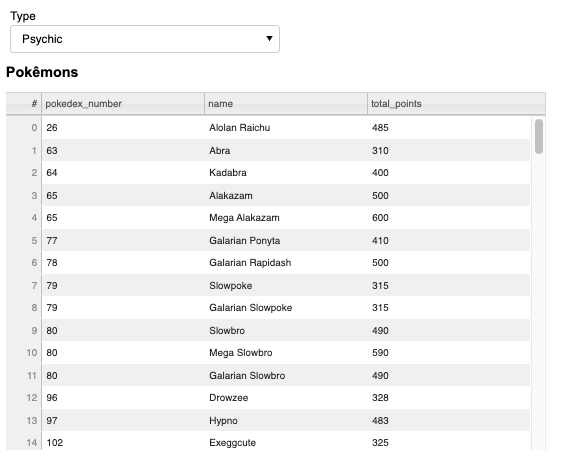 Type
Psychic
Pokêmons
# pokedex_number name total_points
0 26 Alolan Raichu 485
1 63 Abra 310
2 64 Kadabra 400
3 65 Alakazam 500
4 65 Mega Alakazam 600
5 77 Galarian Ponyta 410
6 78 Galarian Rapidash 500
7 79 Slowpoke 315
8 79 Galarian Slowpoke 315
9 80 Slowbro 490
10 80 Mega Slowbro 590
11 80 Galarian Slowbro 490
12 96 Drowzee 328
13 97 Hypno 483
14 102 Exeggcute 325